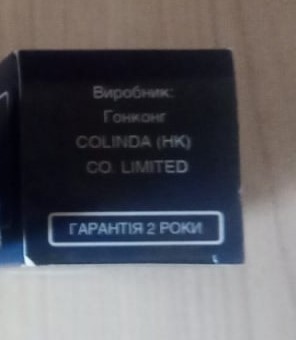 Виробник:
Гонконг
COLINDA (HK)
CO. LIMITED
ГАРАНТІЯ 2 РОКИ